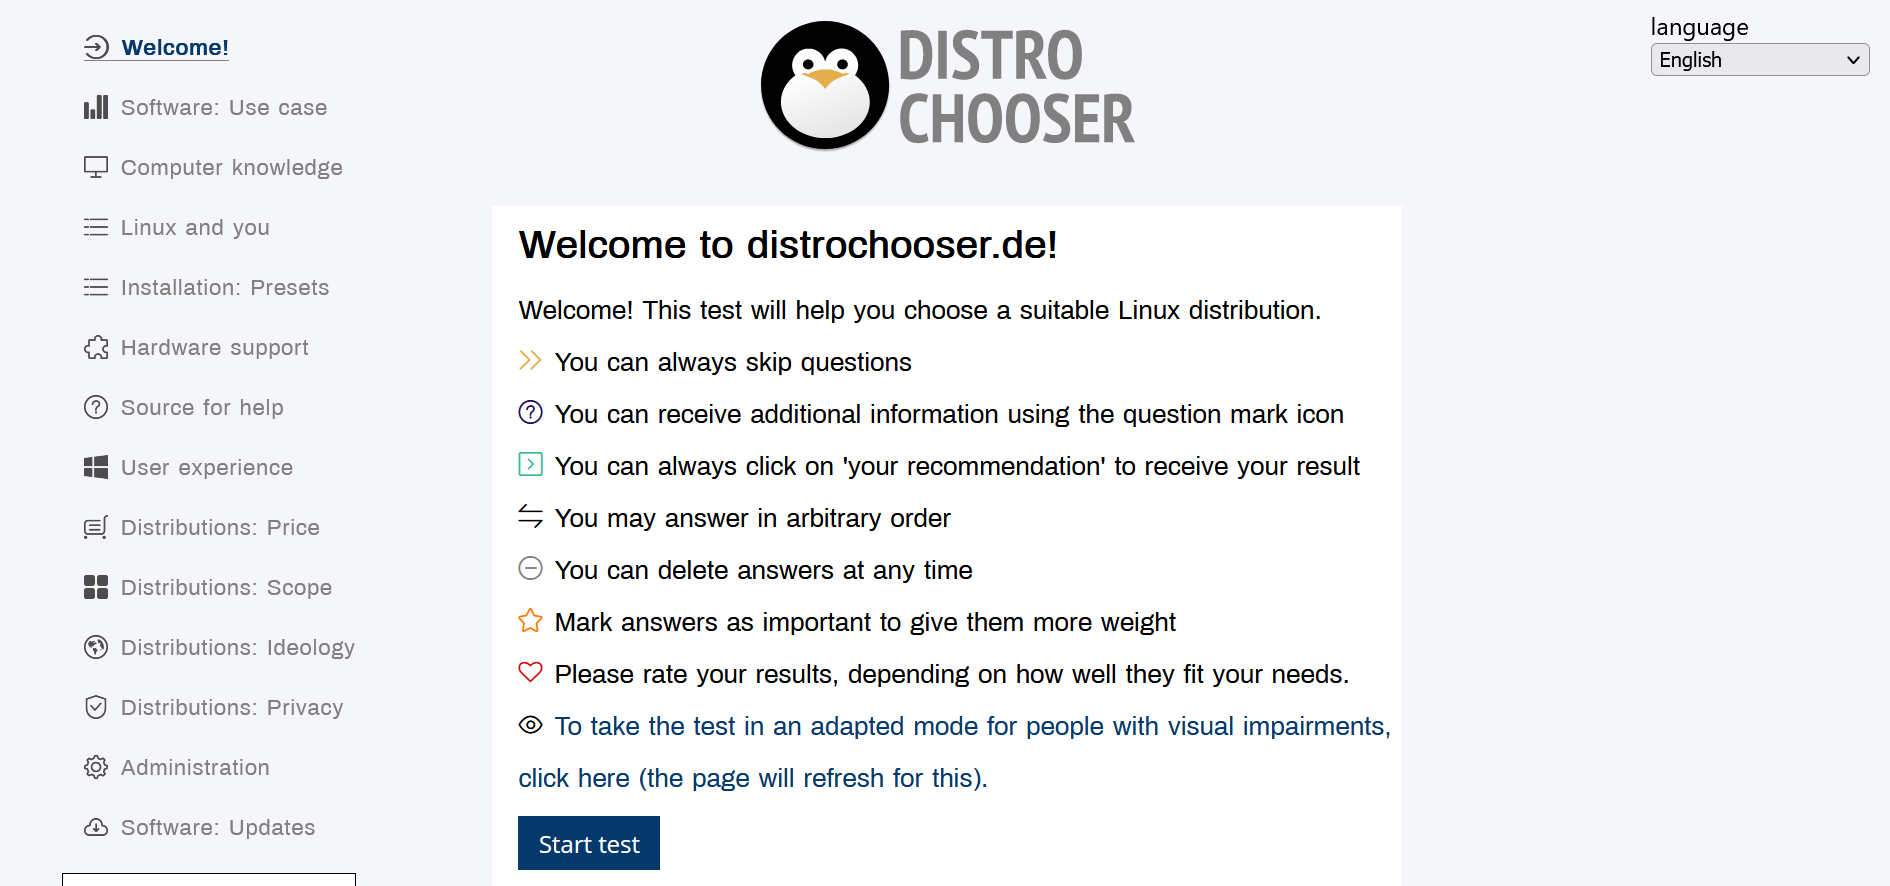 Welcome!
Software: Use case
Computer knowledge
Linux and you
Installation: Presets
Hardware support
Source for help
User experience
Distributions: Price
Distributions: Scope
Distributions: Ideology
Distributions: Privacy
Administration
Software: Updates
DISTRO
CHOOSER
language
English
Welcome to distrochooser.de!
Welcome! This test will help you choose a suitable Linux distribution.
You can always skip questions
You can receive additional information using the question mark icon
You can always click on 'your recommendation' to receive your result
You may answer in arbitrary order
You can delete answers at any time
Mark answers as important to give them more weight
Please rate your results, depending on how well they fit your needs.
To take the test in an adapted mode for people with visual impairments,
click here (the page will refresh for this).
Start test